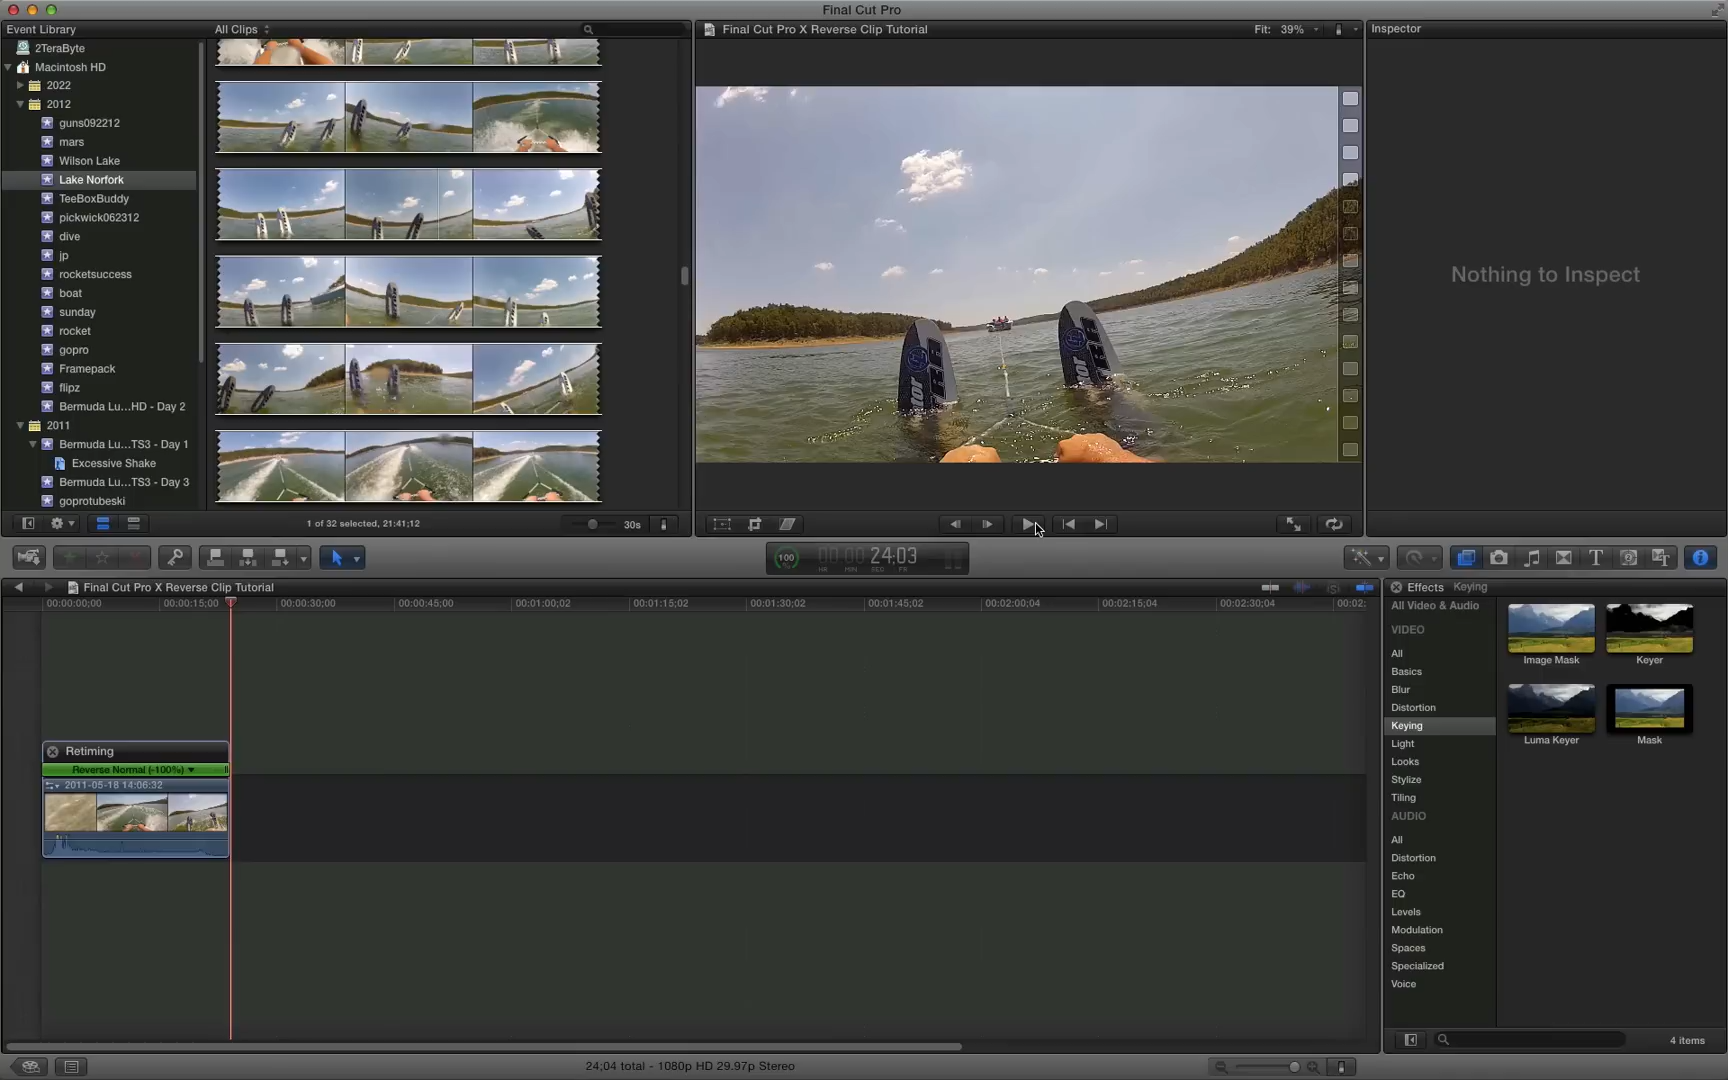 Final Cut Pro
Event Library
All Clips
Final Cut Pro X Reverse Clip Tutorial
Fit: 39%
Inspector
2TeraByte
Macintosh HD
2022
2012
guns092212
mars
Wilson Lake
Lake Norfork
TeeBoxBuddy
pickwick062312
dive
jp
rocketsuccess
boat
sunday
rocket
gopro
Framepack
flipz
Bermuda Lu...HD - Day 2
2011
Bermuda Lu...TS3 - Day 1
Excessive Shake
Bermuda Lu...TS3 - Day 3
goprotubeski
Nothing to Inspect
1 of 32 selected, 21:41;12
30s
100
00:00:24;03
HR MIN SEC FR
Final Cut Pro X Reverse Clip Tutorial
00:00:00;00
00:00:15;00
00:00:30;00
00:00:45;00
00:01:00;02
00:01:15;02
00:01:30;02
00:01:45;02
00:02:00;04
00:02:15;04
00:02:30;04
00:02:
Retiming
Reverse Normal (-100%)
2011-05-18 14:06:32
Effects
Keying
All Video & Audio
VIDEO
All
Basics
Blur
Distortion
Keying
Light
Looks
Stylize
Tiling
AUDIO
All
Distortion
Echo
EQ
Levels
Modulation
Spaces
Specialized
Voice
Image Mask
Keyer
Luma Keyer
Mask
4 items
24;04 total - 1080p HD 29.97p Stereo